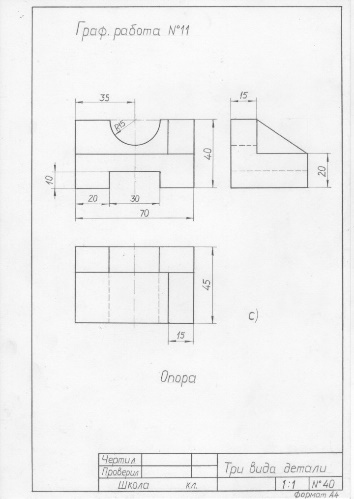 Граф. работа №11
35
15
R15
40
10
20
20
30
70
45
c)
15
Опора
Чертил
Проверил
Три вида детали
Школа кл.
1:1 №40
Формат А4